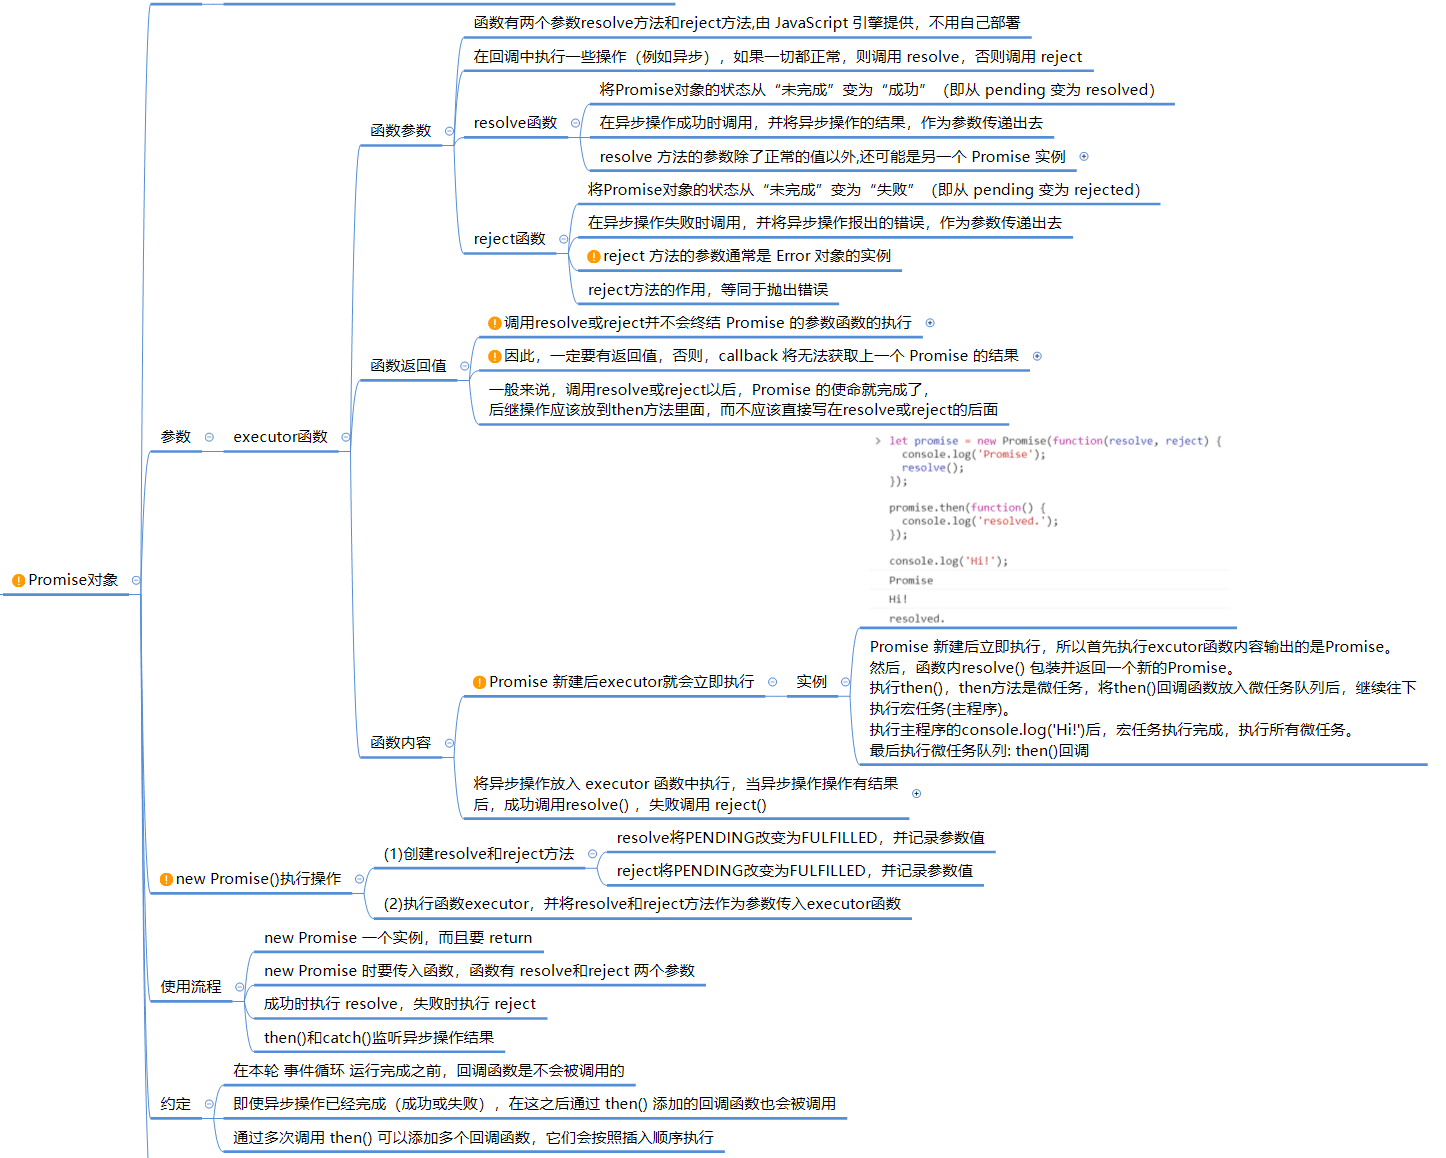 Promise对象
参数
executor函数
函数参数
函数有两个参数resolve方法和reject方法,由 JavaScript 引擎提供，不用自己部署
在回调中执行一些操作（例如异步），如果一切都正常，则调用 resolve，否则调用 reject
resolve函数
将Promise对象的状态从“未完成”变为“成功”（即从 pending 变为 resolved）
在异步操作成功时调用，并将异步操作的结果，作为参数传递出去
resolve 方法的参数除了正常的值以外,还可能是另一个 Promise 实例
reject函数
将Promise对象的状态从“未完成”变为“失败”（即从 pending 变为 rejected）
在异步操作失败时调用，并将异步操作报出的错误，作为参数传递出去
reject 方法的参数通常是 Error 对象的实例
reject方法的作用，等同于抛出错误
函数返回值
调用resolve或reject并不会终结 Promise 的参数函数的执行
因此，一定要有返回值，否则，callback 将无法获取上一个 Promise 的结果
一般来说，调用resolve或reject以后，Promise 的使命就完成了，
后继操作应该放到then方法里面，而不应该直接写在resolve或reject的后面
函数内容
Promise 新建后executor就会立即执行
实例
> let promise = new Promise(function(resolve, reject) {
console.log('Promise');
resolve();
});
promise.then(function() {
console.log('resolved.');
});
console.log('Hi!');
Promise
Hi!
resolved.
Promise 新建后立即执行，所以首先执行excutor函数内容输出的是Promise。
然后，函数内resolve() 包装并返回一个新的Promise。
执行then()，then方法是微任务，将then()回调函数放入微任务队列后，继续往下
执行宏任务(主程序)。
执行主程序的console.log('Hi!')后，宏任务执行完成，执行所有微任务。
最后执行微任务队列: then()回调
将异步操作放入 executor 函数中执行，当异步操作操作有结果
后，成功调用resolve() ，失败调用 reject()
new Promise()执行操作
(1)创建resolve和reject方法
resolve将PENDING改变为FULFILLED，并记录参数值
reject将PENDING改变为FULFILLED，并记录参数值
(2)执行函数executor，并将resolve和reject方法作为参数传入executor函数
使用流程
new Promise 一个实例，而且要 return
new Promise 时要传入函数，函数有 resolve和reject 两个参数
成功时执行 resolve，失败时执行 reject
then()和catch()监听异步操作结果
约定
在本轮 事件循环 运行完成之前，回调函数是不会被调用的
即使异步操作已经完成（成功或失败），在这之后通过 then() 添加的回调函数也会被调用
通过多次调用 then() 可以添加多个回调函数，它们会按照插入顺序执行